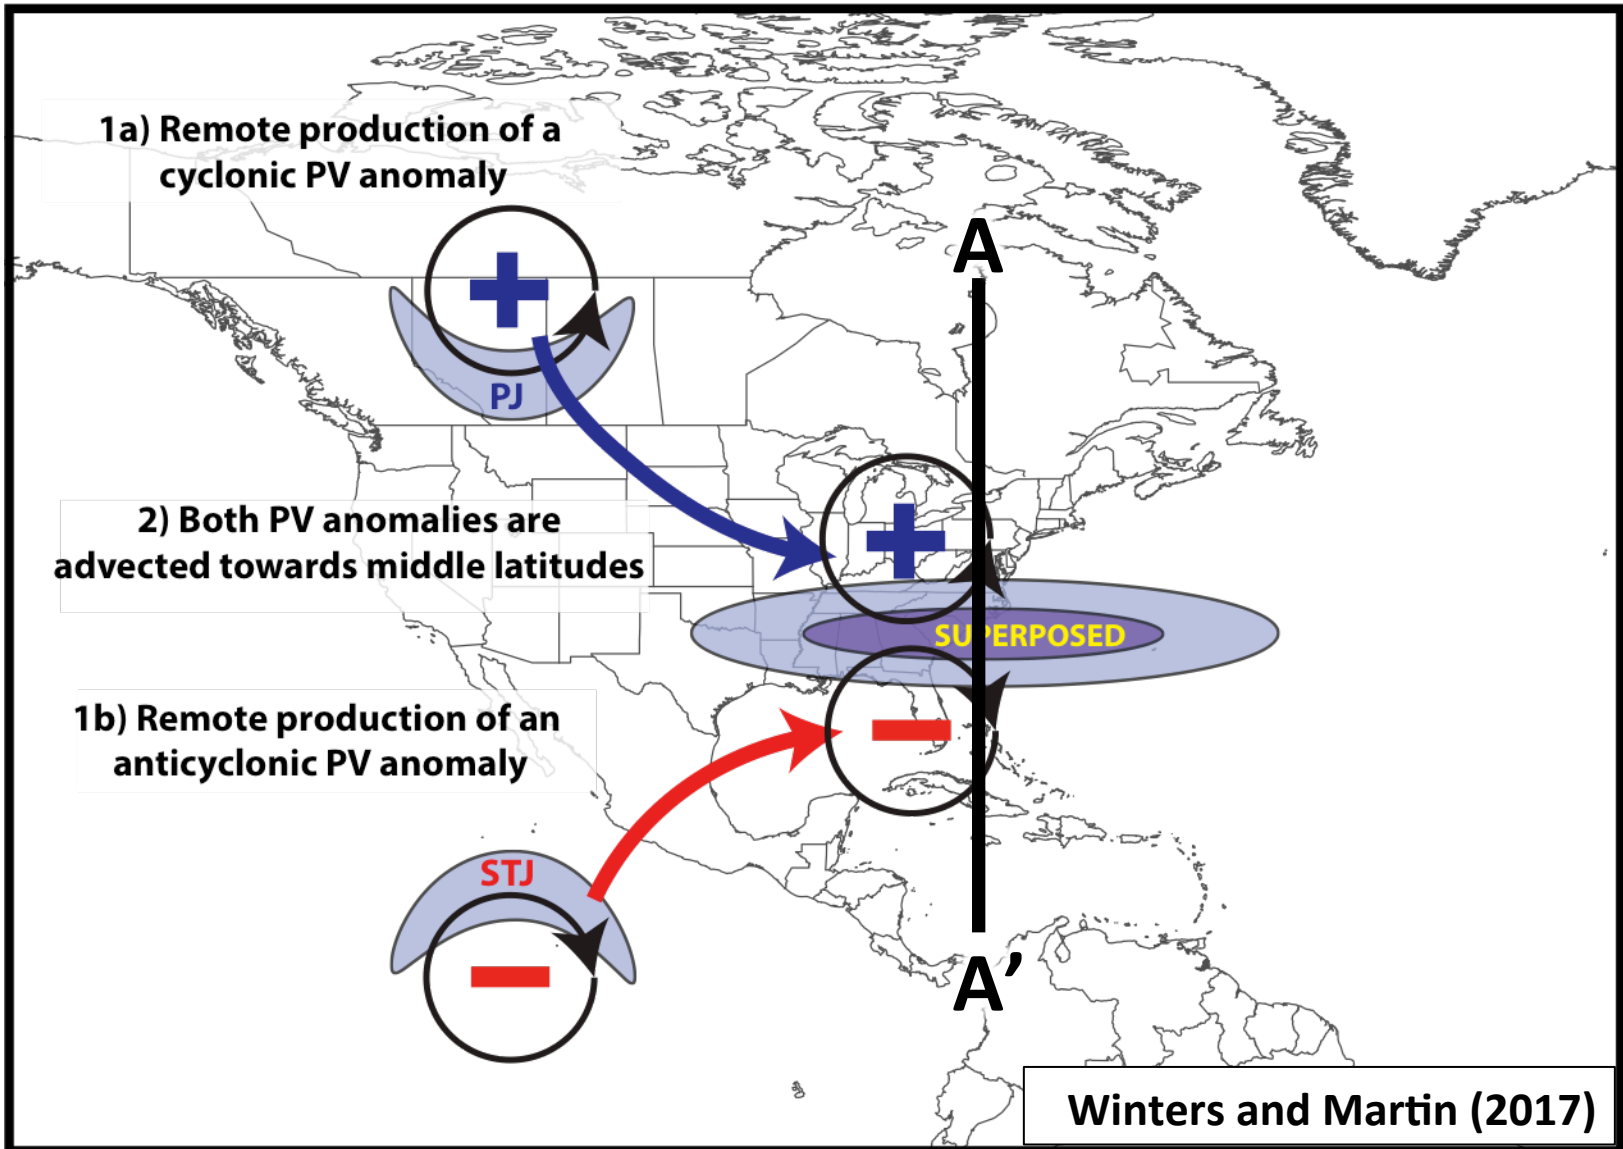 1a) Remote production of a
cyclonic PV anomaly
A
PJ
2) Both PV anomalies are
advected towards middle latitudes
SUPERPOSED
1b) Remote production of an
anticyclonic PV anomaly
STJ
A’
Winters and Martin (2017)